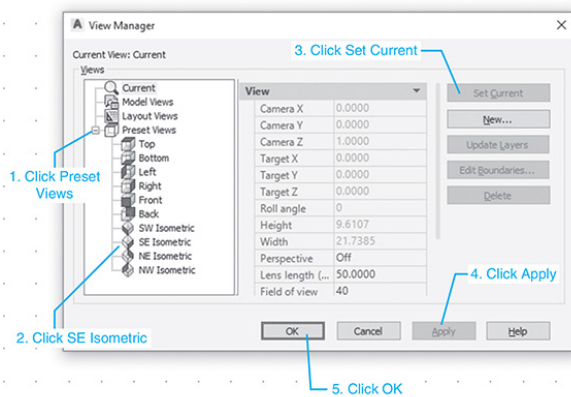 View Manager
Current View: Current
3. Click Set Current
Views
Current
Model Views
Layout Views
Preset Views
Top
Bottom
Left
Right
Front
Back
SW Isometric
SE Isometric
NE Isometric
NW Isometric
1. Click Preset
Views
2. Click SE Isometric
View
Camera X 0.0000
Camera Y 0.0000
Camera Z 1.0000
Target X 0.0000
Target Y 0.0000
Target Z 0.0000
Roll angle 0
Height 9.6107
Width 21.7385
Perspective Off
Lens length (... 50.0000
Field of view 40
Set Current
New...
Update Layers
Edit Boundaries...
Delete
4. Click Apply
OK Cancel Apply Help
5. Click OK